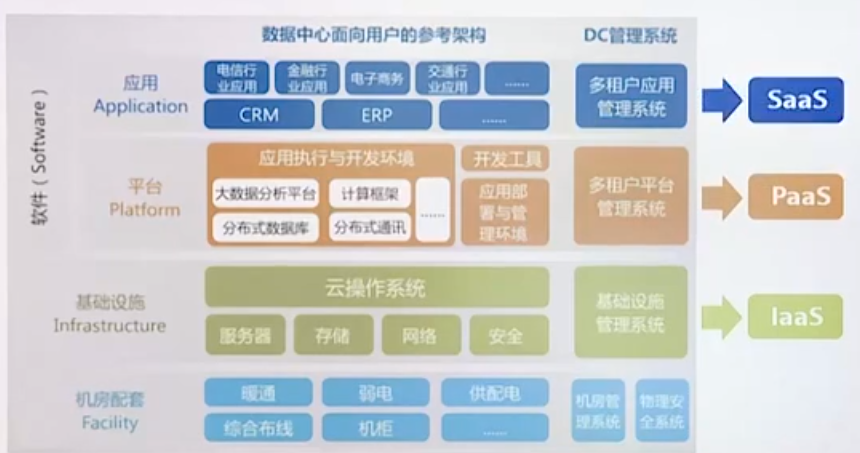 数据中心面向用户的参考架构
DC管理系统
软件（Software）
应用
Application
电信行
业应用
金融行
业应用
电子商务
交通行
业应用
......
CRM
ERP
......
多租户应用
管理系统
SaaS
平台
Platform
应用执行与开发环境
大数据分析平台
计算框架
......
分布式数据库
分布式通讯
开发工具
应用部
署与管
理环境
多租户平台
管理系统
PaaS
基础设施
Infrastructure
云操作系统
服务器
存储
网络
安全
基础设施
管理系统
IaaS
机房配套
Facility
暖通
弱电
供配电
综合布线
机柜
......
机房管
理系统
物理安
全系统